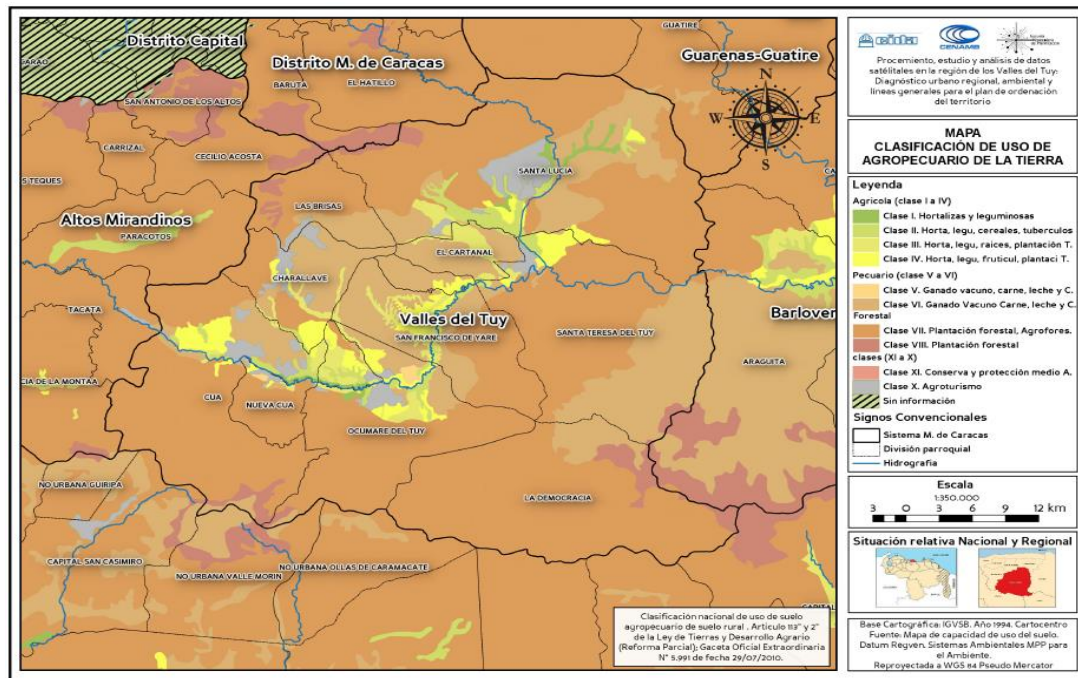 Distrito Capital
Distrito M. de Caracas
BARUTA
EL HATILLO
GUATIRE
Guarenas-Guatire
N
W
E
S
SAN ANTONIO DE LOS ALTOS
CARRIZAL
CECILIO ACOSTA
SANTA LUCIA
LAS BRISAS
Altos Mirandinos
PARACOTOS
EL CARTANAL
CHARALLAVE
TACATA
Valles del Tuy
SAN FRANCISCO DE YARE
SANTA TERESA DEL TUY
Barloven
ARAGUITA
CIA DE LA MONTAA
CUA
NUEVA CUA
OCUMARE DEL TUY
NO URBANA GUIRIPA
LA DEMOCRACIA
CAPITAL SAN CASIMIRO
NO URBANA VALLE MORIN
NO URBANA OLLAS DE CARAMACATE
Clasificación nacional de uso de suelo
agropecuario de suelo rural . Articulo 113° y 2°
de la Ley de Tierras y Desarrollo Agrario
(Reforma Parcial); Gaceta Oficial Extraordinaria
N° 5.991 de fecha 29/07/2010.
cida
CENAMB
Procemiento, estudio y análisis de datos
satélitales en la región de los Valles del Tuy:
Diagnóstico urbano regional, ambiental y
líneas generales para el plan de ordenación
del territorio
MAPA
CLASIFICACIÓN DE USO DE
AGROPECUARIO DE LA TIERRA
Leyenda
Agricola (clase I a IV)
Clase I. Hortalizas y leguminosas
Clase II. Horta, legu, cereales, tuberculos
Clase III. Horta, legu, raices, plantación T.
Clase IV. Horta, legu, fruticul, plantaci T.
Pecuario (clase V a VI)
Clase V. Ganado vacuno, carne, leche y C.
Clase VI. Ganado Vacuno Carne, leche y C.
Forestal
Clase VII. Plantación forestal, Agrofores.
Clase VIII. Plantación forestal
clases (XI a X)
Clase XI. Conserva y protección medio A.
Clase X. Agroturismo
Sin información
Signos Convencionales
Sistema M. de Caracas
División parroquial
Hidrografia
Escala
1:350.000
3 0 3 6 9 12 km
Situación relativa Nacional y Regional
Base Cartográfica: IGVSB. Año 1994. Cartocentro
Fuente: Mapa de capacidad de uso del suelo.
Datum Regven. Sistemas Ambientales MPP para
el Ambiente.
Reproyectada a WGS 84 Pseudo Mercator